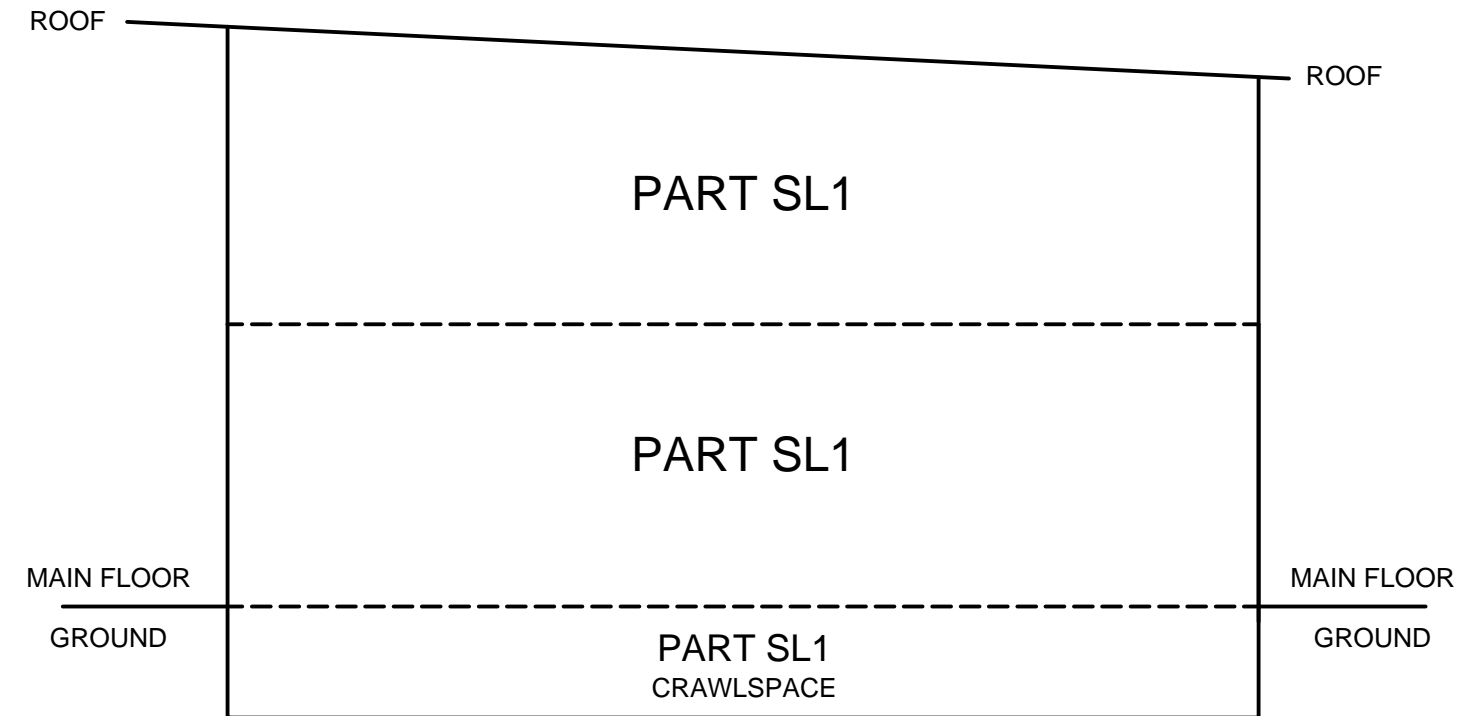 ROOF
ROOF
PART SL1
PART SL1
MAIN FLOOR
MAIN FLOOR
GROUND
GROUND
PART SL1
CRAWLSPACE